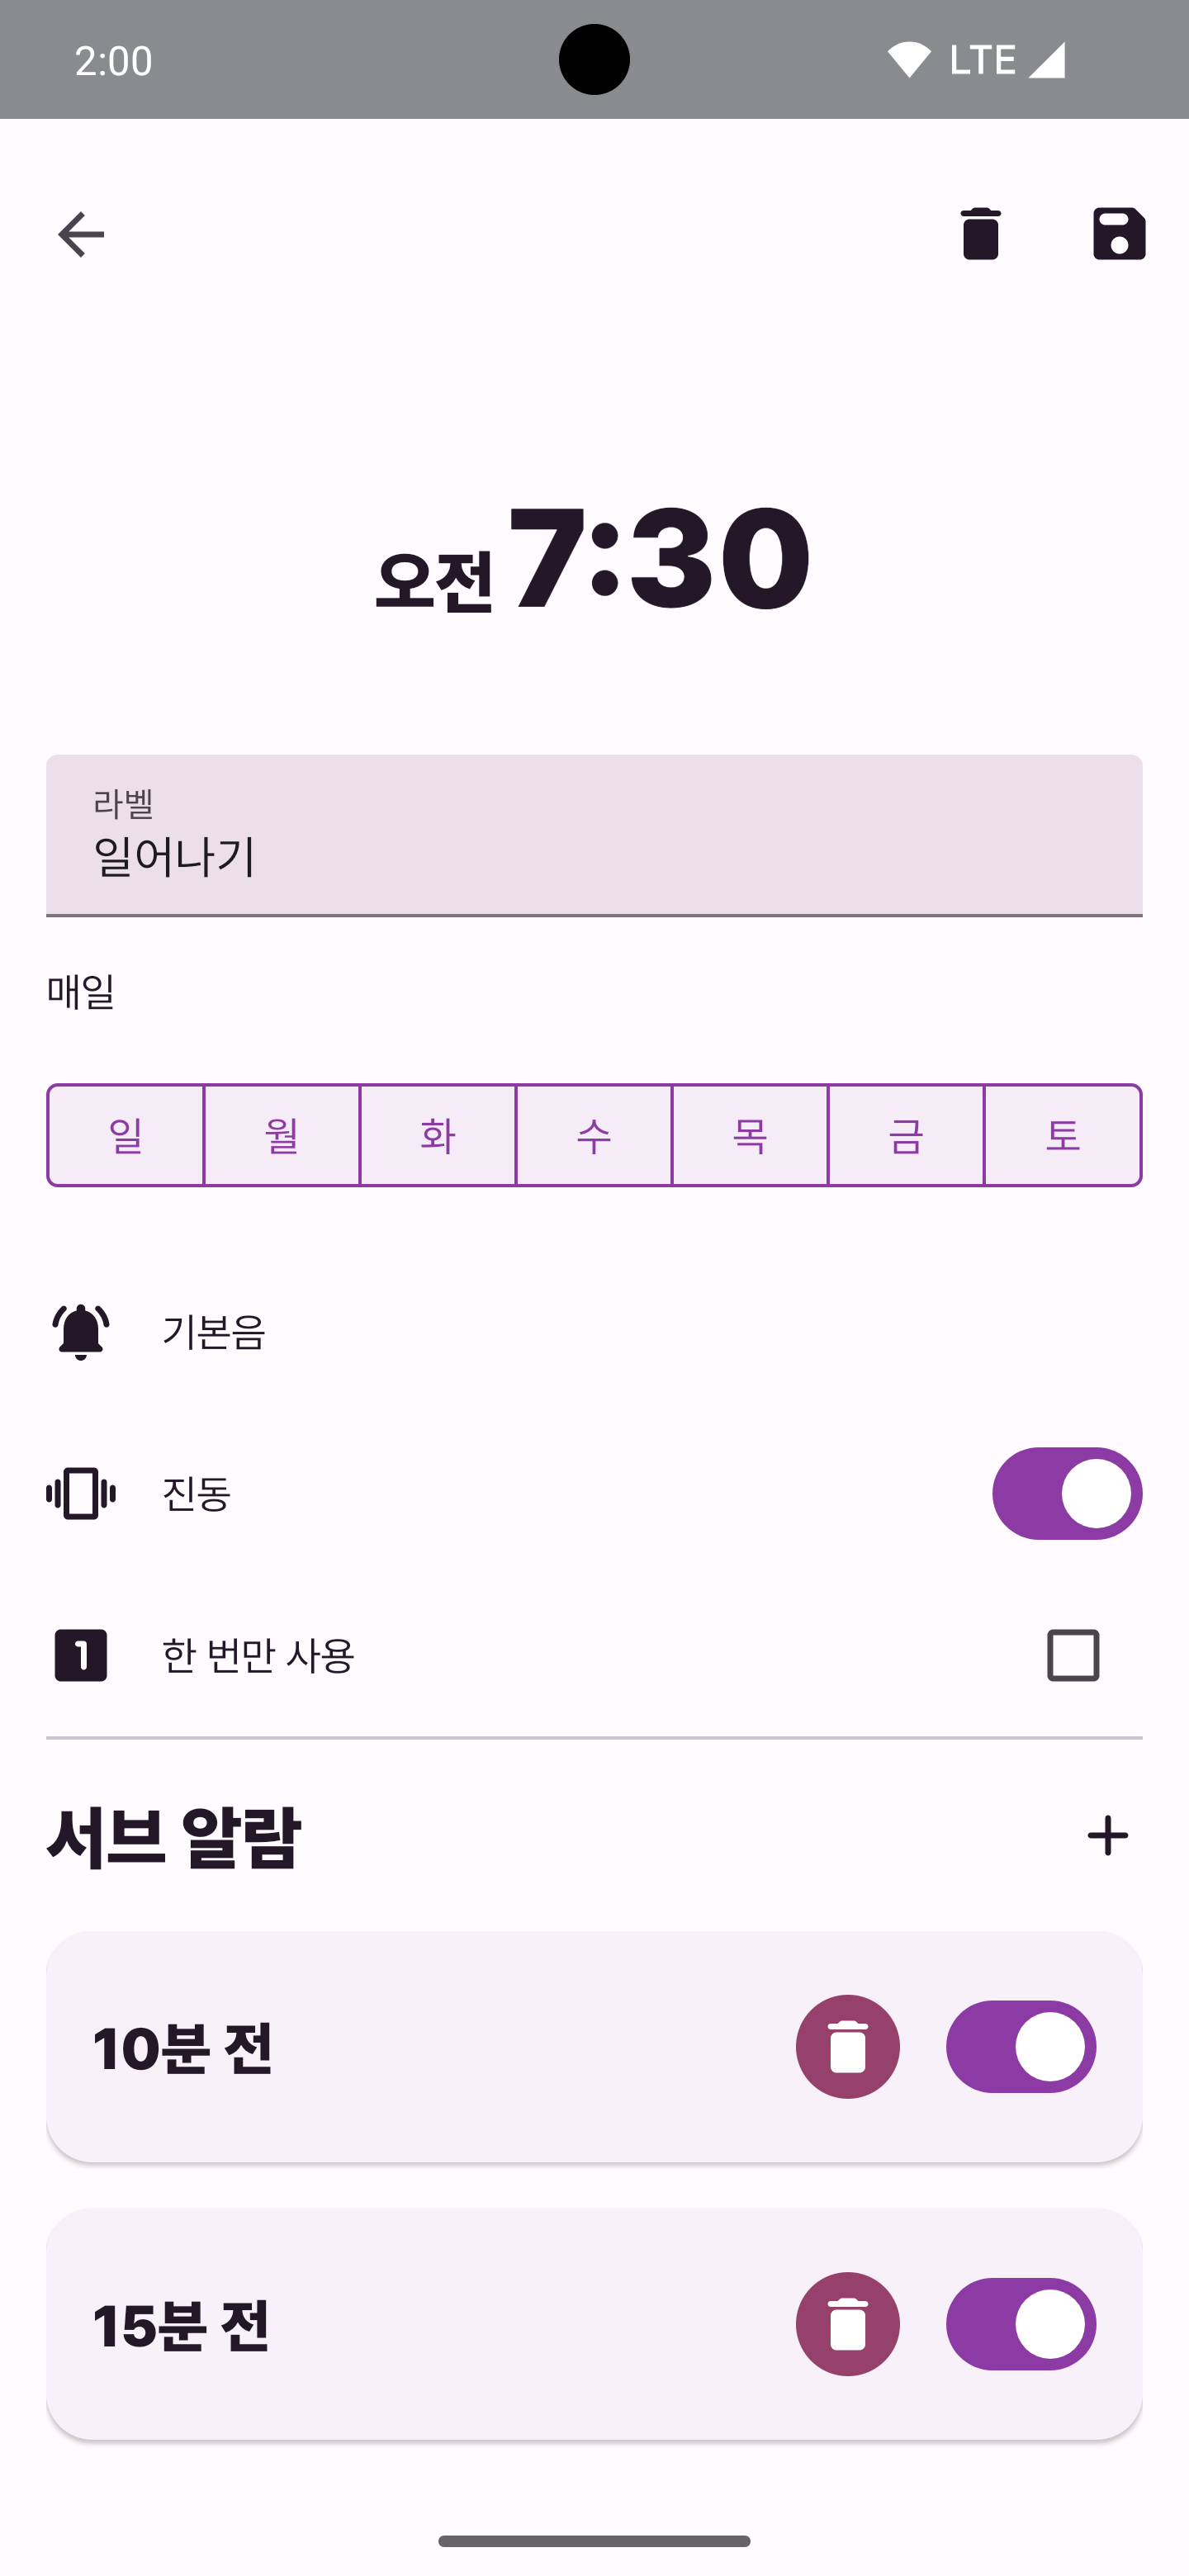 2:00 LTE
오전 7:30
라벨
일어나기
매일
일 월 화 수 목 금 토
기본음
진동
1 한 번만 사용
서브 알람
10분 전
15분 전